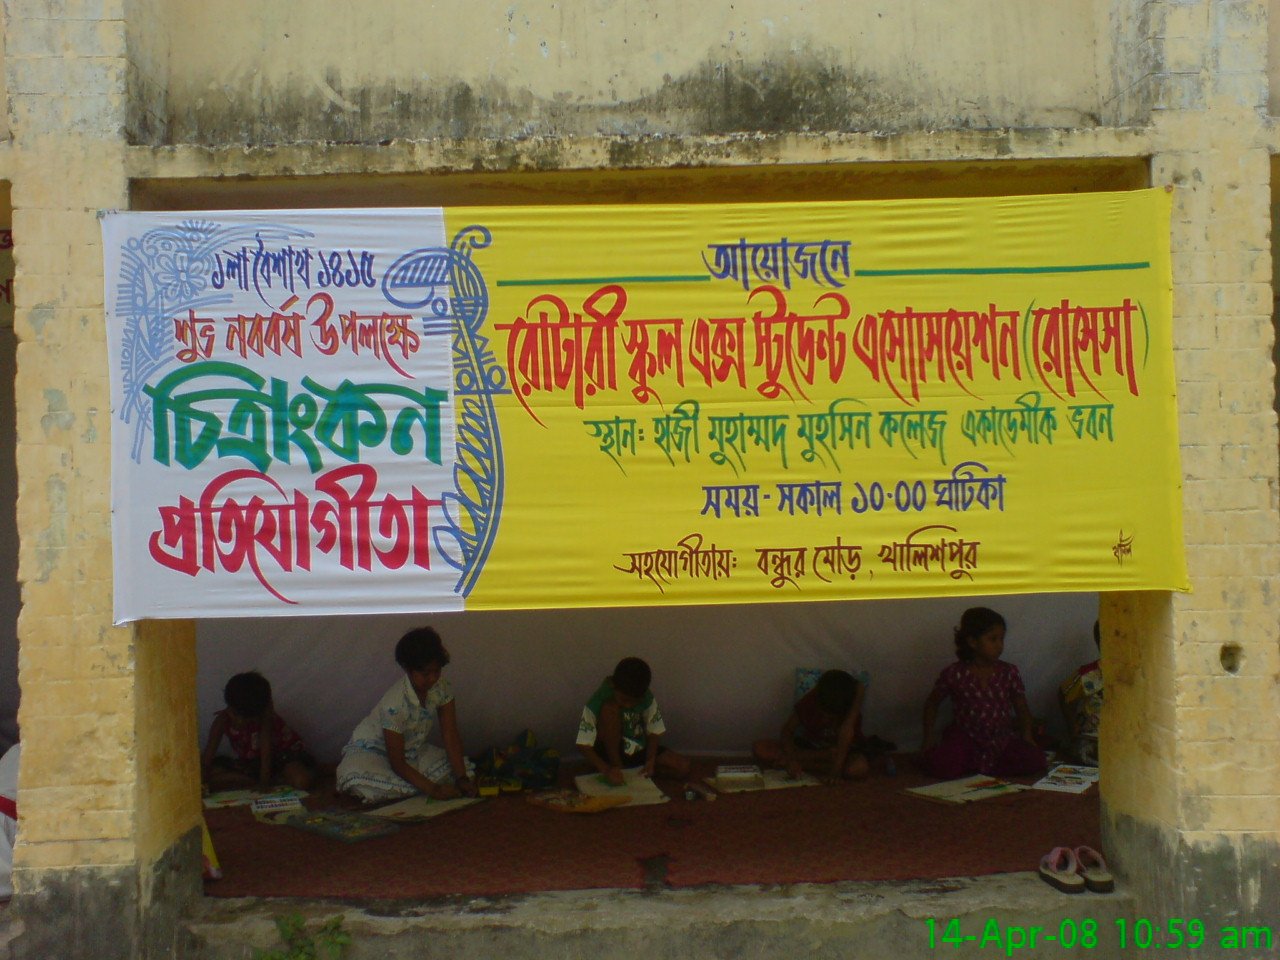 ১লা বৈশাখ ১৪১৫
শুভ নববর্ষ উপলক্ষে
চিত্রাংকন
প্রতিযোগীতা
আয়োজনে
রোটারী স্কুল এক্স স্টুডেন্ট এসোসিয়েশন (রোসেসা)
স্থান: হাজী মুহাম্মদ মুহসিন কলেজ একাডেমীক ভবন
সময় - সকাল ১০.০০ ঘটিকা
সহযোগীতায়: বন্ধুর মোড়, খালিশপুর
14-Apr-08 10:59 am